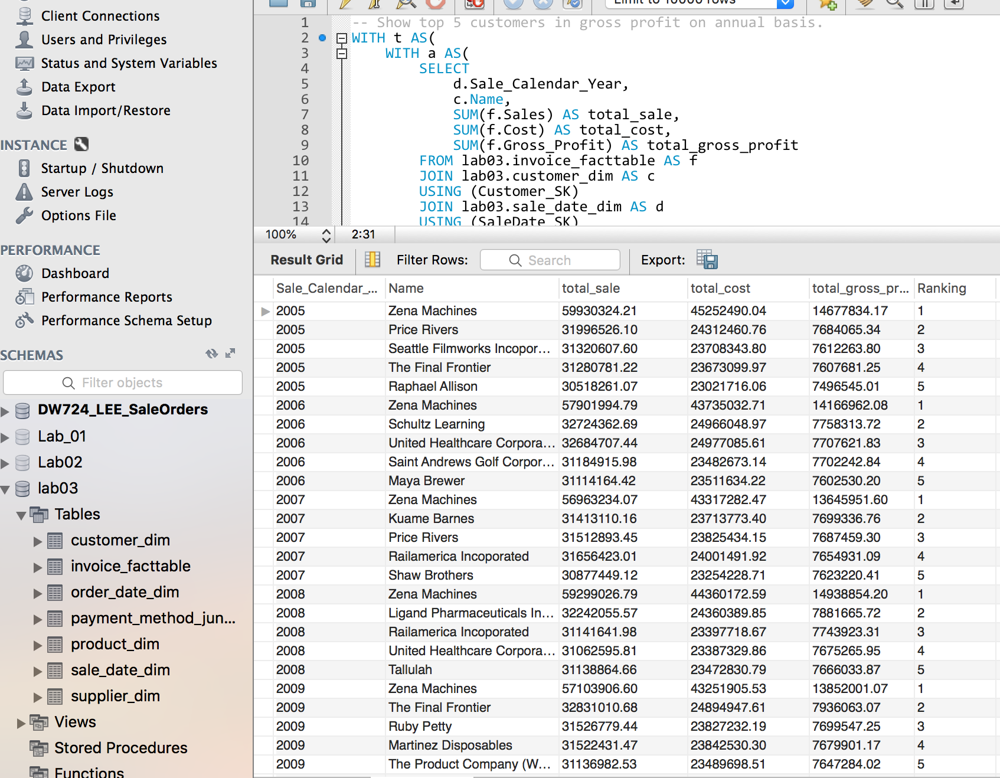 Client Connections
Users and Privileges
Status and System Variables
Data Export
Data Import/Restore
INSTANCE
Startup / Shutdown
Server Logs
Options File
PERFORMANCE
Dashboard
Performance Reports
Performance Schema Setup
SCHEMAS
Filter objects
DW724_LEE_SaleOrders
Lab_01
Lab02
lab03
Tables
customer_dim
invoice_facttable
order_date_dim
payment_method_jun...
product_dim
sale_date_dim
supplier_dim
Views
Stored Procedures
Functions
Limit to 10000 rows
1 -- Show top 5 customers in gross profit on annual basis.
2 WITH t AS(
3 WITH a AS(
4 SELECT
5 d.Sale_Calendar_Year,
6 c.Name,
7 SUM(f.Sales) AS total_sale,
8 SUM(f.Cost) AS total_cost,
9 SUM(f.Gross_Profit) AS total_gross_profit
10 FROM lab03.invoice_facttable AS f
11 JOIN lab03.customer_dim AS c
12 USING (Customer_SK)
13 JOIN lab03.sale_date_dim AS d
14 USING (SaleDate_SK)
100% 2:31
Result Grid Filter Rows: Search Export:
Sale_Calendar_... Name total_sale total_cost total_gross_pr... Ranking
2005 Zena Machines 59930324.21 45252490.04 14677834.17 1
2005 Price Rivers 31996526.10 24312460.76 7684065.34 2
2005 Seattle Filmworks Incopor... 31320607.60 23708343.80 7612263.80 3
2005 The Final Frontier 31280781.22 23673099.97 7607681.25 4
2005 Raphael Allison 30518261.07 23021716.06 7496545.01 5
2006 Zena Machines 57901994.79 43735032.71 14166962.08 1
2006 Schultz Learning 32724362.69 24966048.97 7758313.72 2
2006 United Healthcare Corpora... 32684707.44 24977085.61 7707621.83 3
2006 Saint Andrews Golf Corpor... 31184915.98 23482673.14 7702242.84 4
2006 Maya Brewer 31114164.42 23511634.22 7602530.20 5
2007 Zena Machines 56963234.07 43317282.47 13645951.60 1
2007 Kuame Barnes 31413110.16 23713773.40 7699336.76 2
2007 Price Rivers 31512893.45 23825434.15 7687459.30 3
2007 Railamerica Incoporated 31656423.01 24001491.92 7654931.09 4
2007 Shaw Brothers 30877449.12 23254228.71 7623220.41 5
2008 Zena Machines 59299026.79 44360172.59 14938854.20 1
2008 Ligand Pharmaceuticals In... 32242055.57 24360389.85 7881665.72 2
2008 Railamerica Incoporated 31141641.98 23397718.67 7743923.31 3
2008 United Healthcare Corpora... 31062595.81 23387329.86 7675265.95 4
2008 Tallulah 31138864.66 23472830.79 7666033.87 5
2009 Zena Machines 57103906.60 43251905.53 13852001.07 1
2009 The Final Frontier 32831010.68 24894947.61 7936063.07 2
2009 Ruby Petty 31526779.44 23827232.19 7699547.25 3
2009 Martinez Disposables 31522431.47 23842530.30 7679901.17 4
2009 The Product Company (W... 31136982.53 23489698.51 7647284.02 5